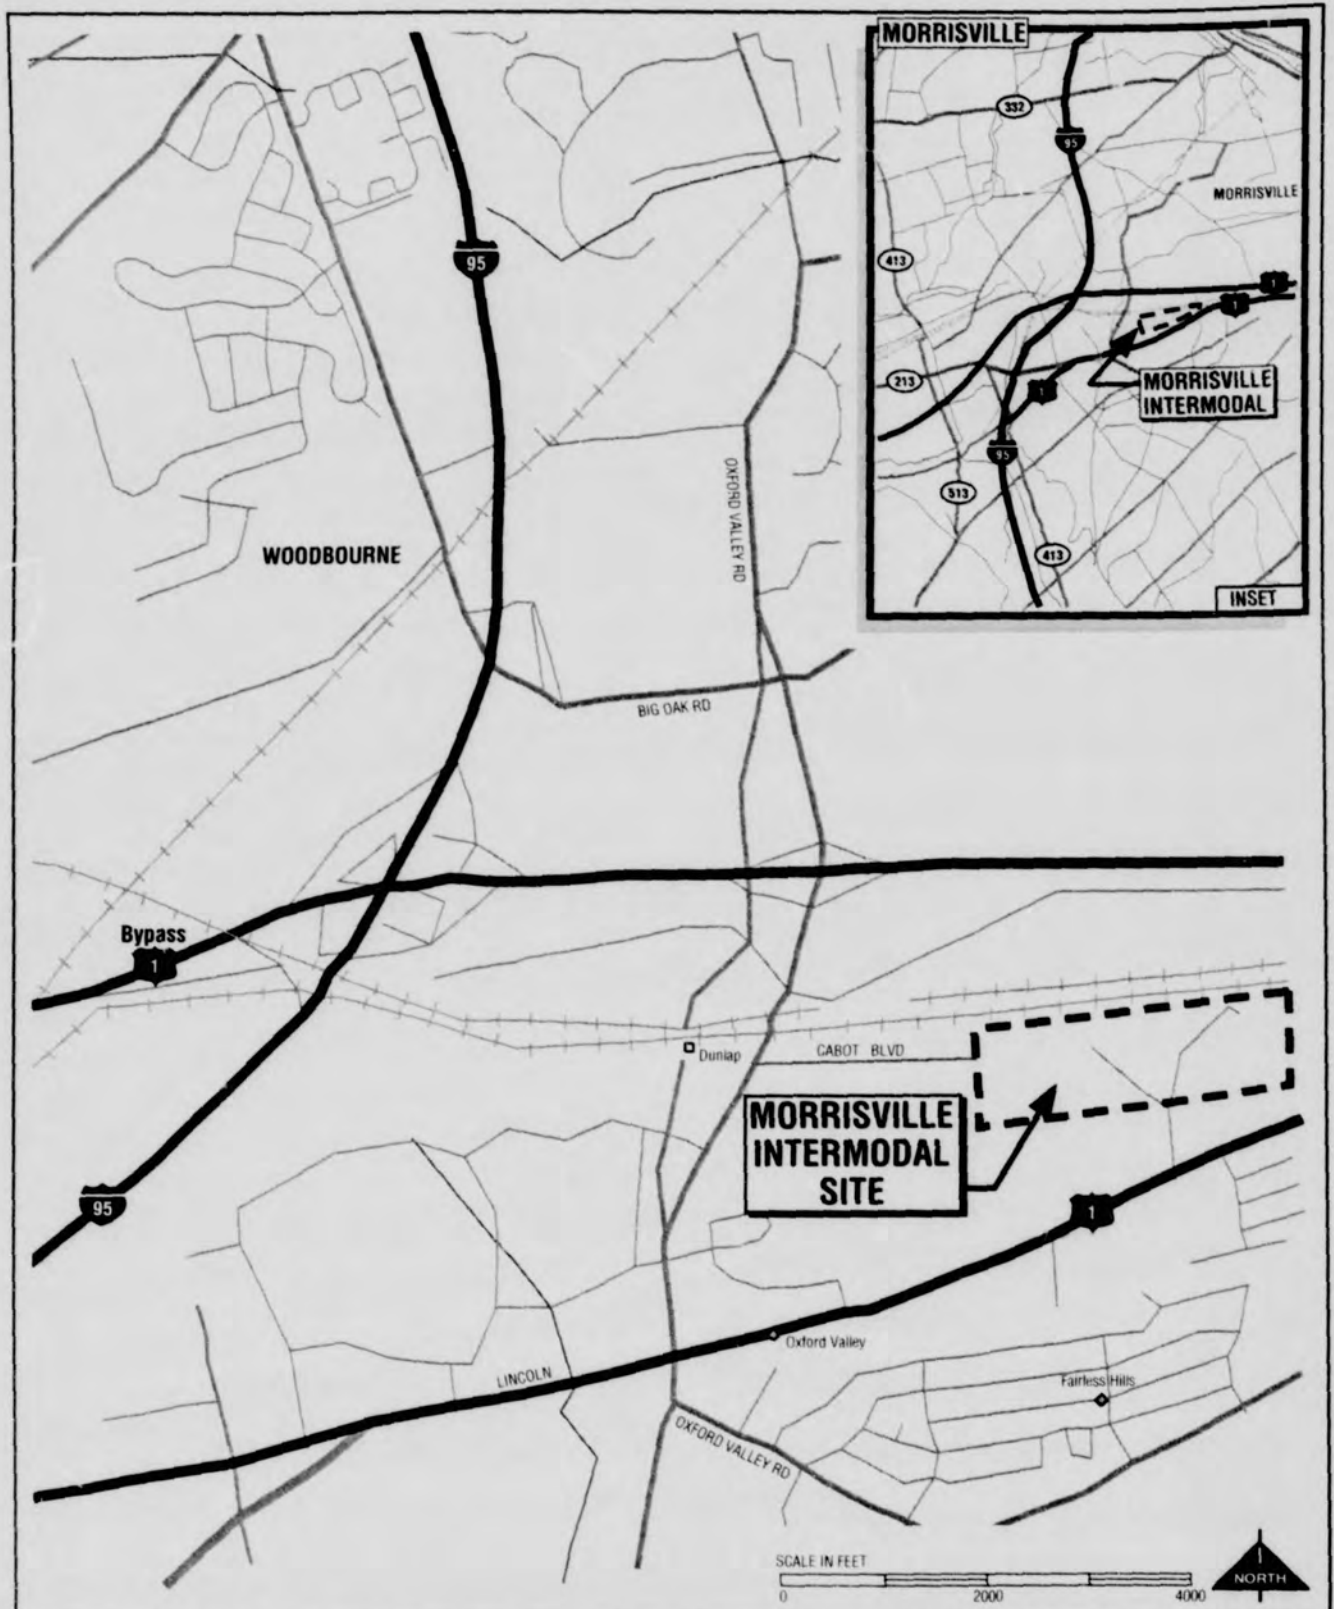 MORRISVILLE
332
95
MORRISVILLE
413
1
1
213
MORRISVILLE
INTERMODAL
1
95
513
413
INSET
95
OXFORD VALLEY RD
WOODBOURNE
BIG OAK RD
Bypass
1
Dunlap
CABOT BLVD
MORRISVILLE
INTERMODAL
SITE
95
1
Oxford Valley
LINCOLN
Fairless Hills
OXFORD VALLEY RD
SCALE IN FEET
0 2000 4000
NORTH